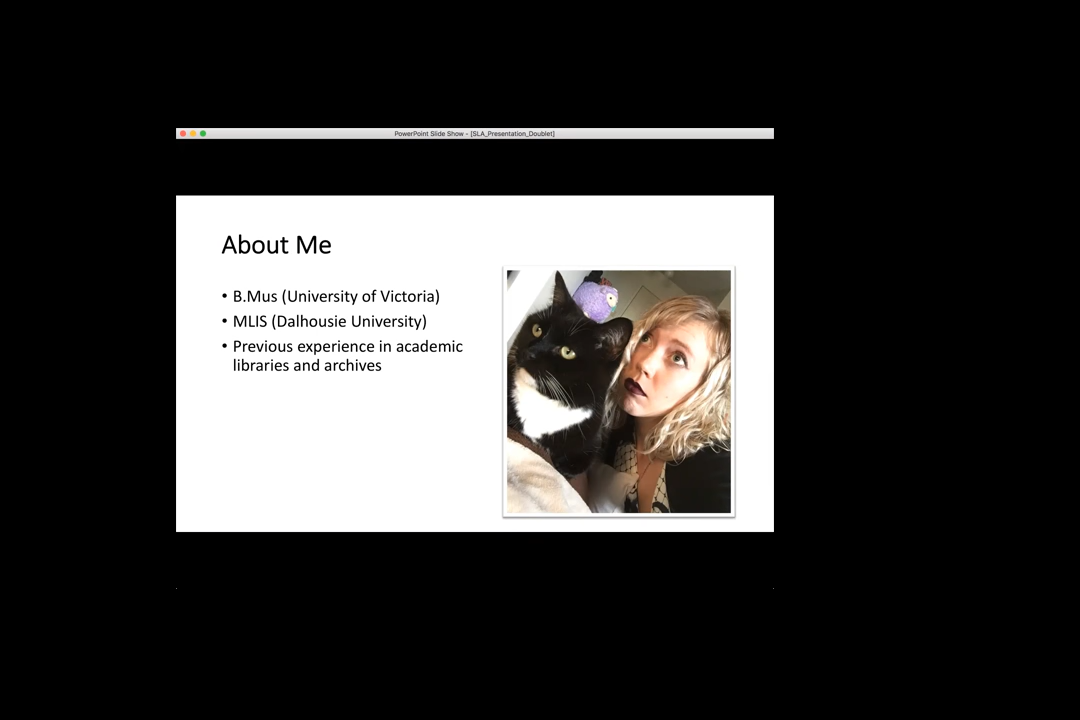 PowerPoint Slide Show - [SLA_Presentation_Doublet]
About Me
• B.Mus (University of Victoria)
• MLIS (Dalhousie University)
• Previous experience in academic
libraries and archives